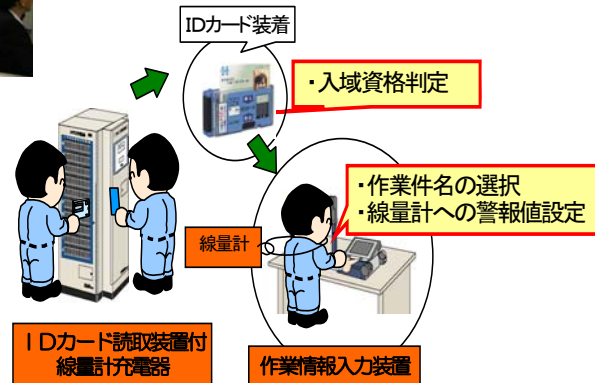 IDカード装着
・入域資格判定
・作業件名の選択
・線量計への警報値設定
線量計
IDカード読取装置付
線量計充電器
作業情報入力装置